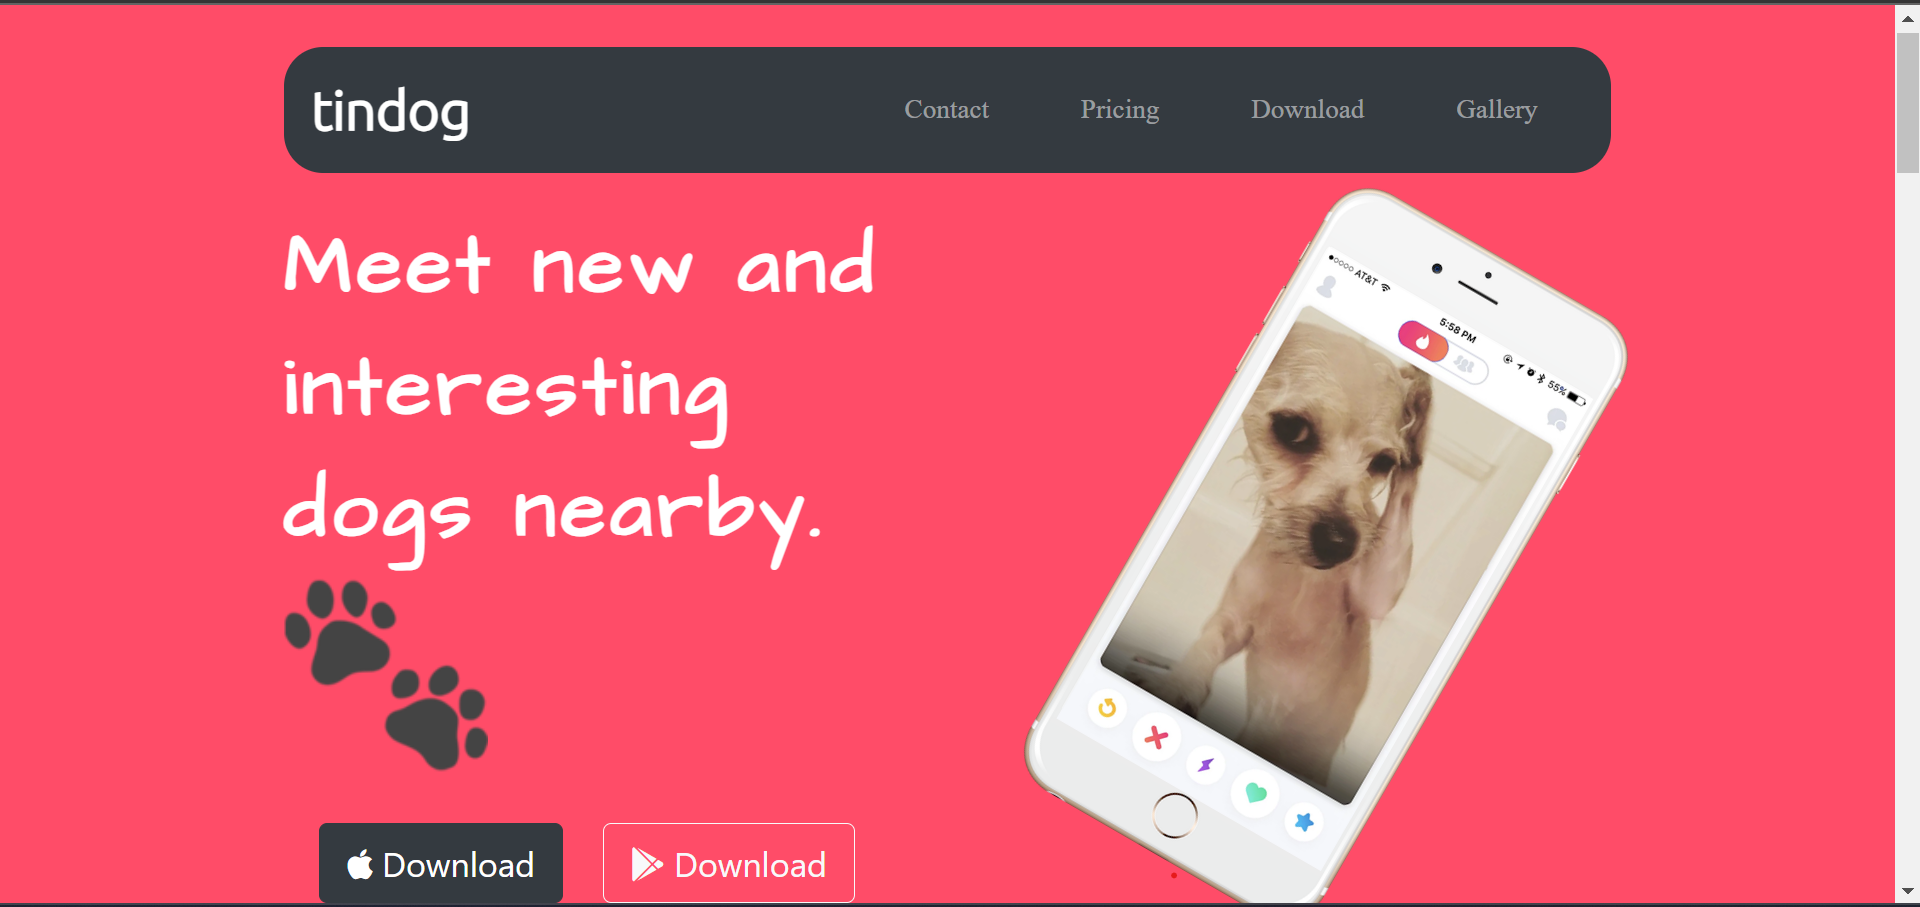 tindog
Contact Pricing Download Gallery
Meet new and
interesting
dogs nearby.
AT&T
5:58 PM
55%
Download Download